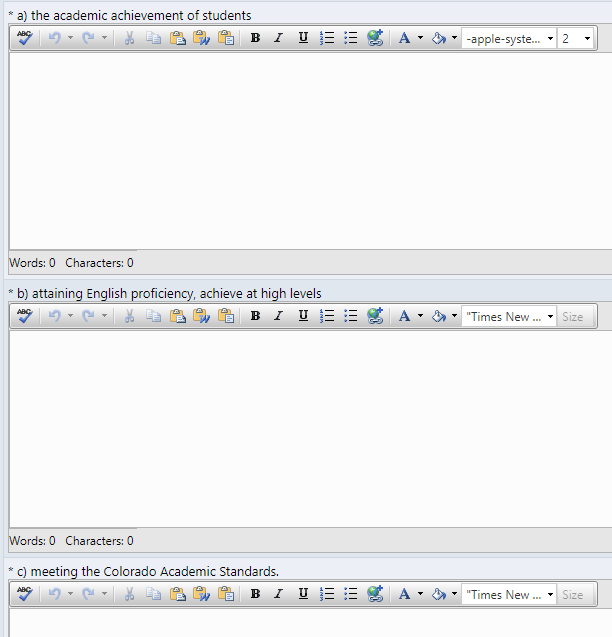 * a) the academic achievement of students
ABC B I U A -apple-syste... 2
Words: 0 Characters: 0
* b) attaining English proficiency, achieve at high levels
ABC B I U A "Times New ... Size
Words: 0 Characters: 0
* c) meeting the Colorado Academic Standards.
ABC B I U A "Times New ... Size